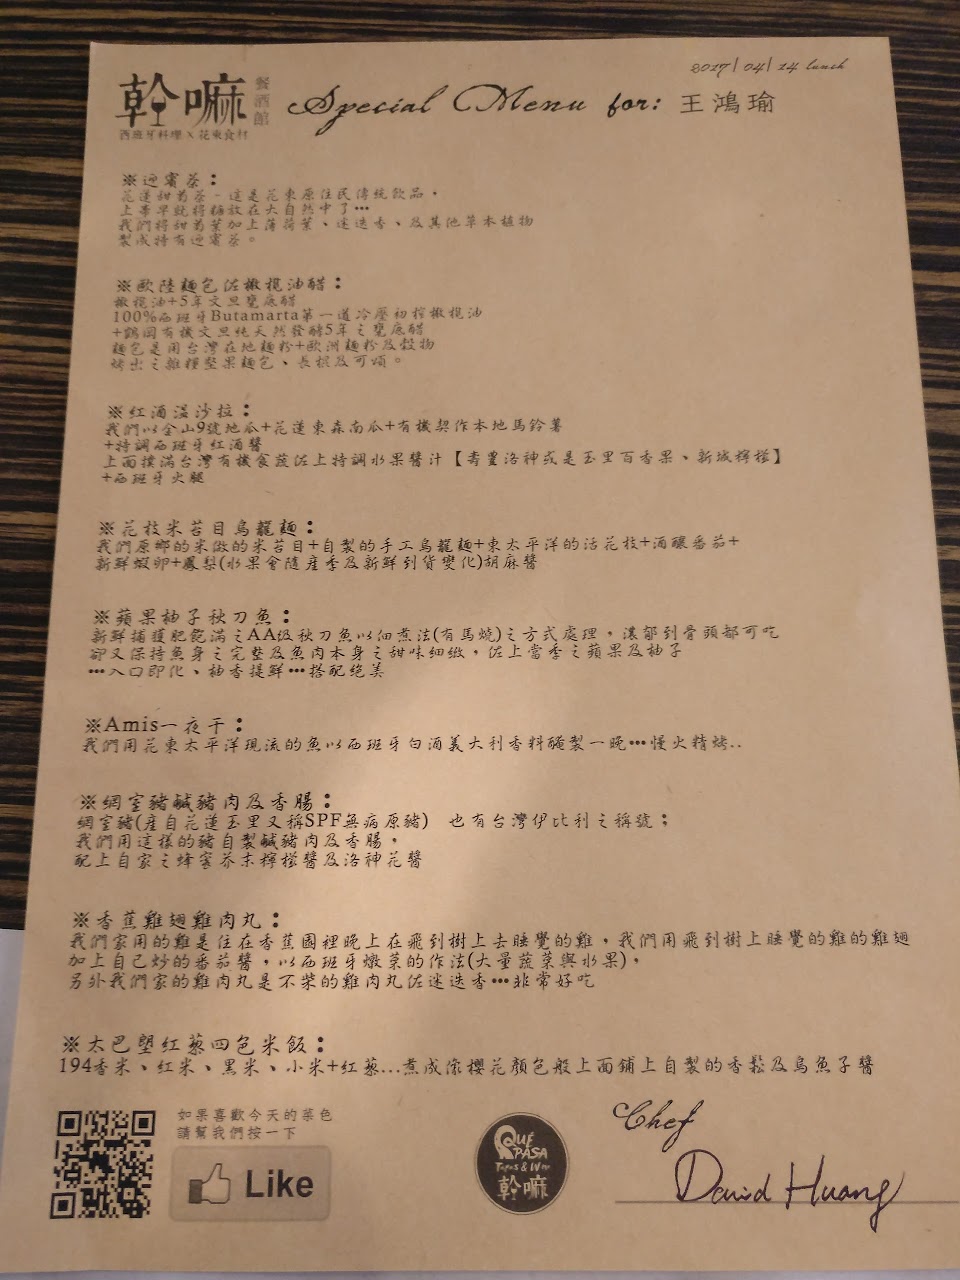 2017/04/14 lunch
幹嘛
餐酒館
西班牙料理 x 花東食材
Special Menu for: 王鴻瑜
※迎賓茶：
花蓮甜菊茶–這是花東原住民傳統飲品，
上帝早就將糖放在大自然中了…
我們將甜菊葉加上薄荷葉、迷迭香、及其他草本植物
製成特有迎賓茶。
※歐陸麵包佐橄欖油醋：
橄欖油+5年文旦甕底醋
100%西班牙Butamarta第一道冷壓初榨橄欖油
+鶴岡有機文旦純天然發酵5年之甕底醋
麵包是用台灣在地麵粉+歐洲麵粉及穀物
烤出之雜糧堅果麵包、長棍及可頌。
※紅酒溫沙拉：
我們以金山9號地瓜+花蓮東森南瓜+有機契作本地馬鈴薯
+特調西班牙紅酒醬
上面撲滿台灣有機食蔬佐上特調水果醬汁【壽豐洛神或是玉里百香果、新城檸檬】
+西班牙火腿
※花枝米苔目烏龍麵：
我們原鄉的米做的米苔目+自製的手工烏龍麵+東太平洋的活花枝+酒釀番茄+
新鮮蝦卵+鳳梨(水果會隨產季及新鮮到貨變化)胡麻醬
※蘋果柚子秋刀魚：
新鮮捕獲肥飽滿之AA級秋刀魚以佃煮法(有馬燒)之方式處理，濃郁到骨頭都可吃
卻又保持魚身之完整及魚肉本身之甜味細緻，佐上當季之蘋果及柚子
…入口即化、柚香提鮮…搭配絕美
※Amis一夜干：
我們用花東太平洋現流的魚以西班牙白酒義大利香料醃製一晚…慢火精烤..
※網室豬鹹豬肉及香腸：
網室豬(產自花蓮玉里又稱SPF無病原豬) 也有台灣伊比利之稱號；
我們用這樣的豬自製鹹豬肉及香腸，
配上自家之蜂蜜芥末檸檬醬及洛神花醬
※香蕉雞翅雞肉丸：
我們家用的雞是住在香蕉園裡晚上在飛到樹上去睡覺的雞，我們用飛到樹上睡覺的雞的雞翅
加上自己炒的番茄醬，以西班牙燉菜的作法(大量蔬菜與水果)，
另外我們家的雞肉丸是不柴的雞肉丸佐迷迭香…非常好吃
※太巴塱紅蔥四色米飯：
194香米、紅米、黑米、小米+紅蔥...煮成像櫻花顏色般上面鋪上自製的香鬆及烏魚子醬
如果喜歡今天的菜色
請幫我們按一下
Like
QUÉ PASA
Tapas & Wine
幹嘛
Chef
David Huang